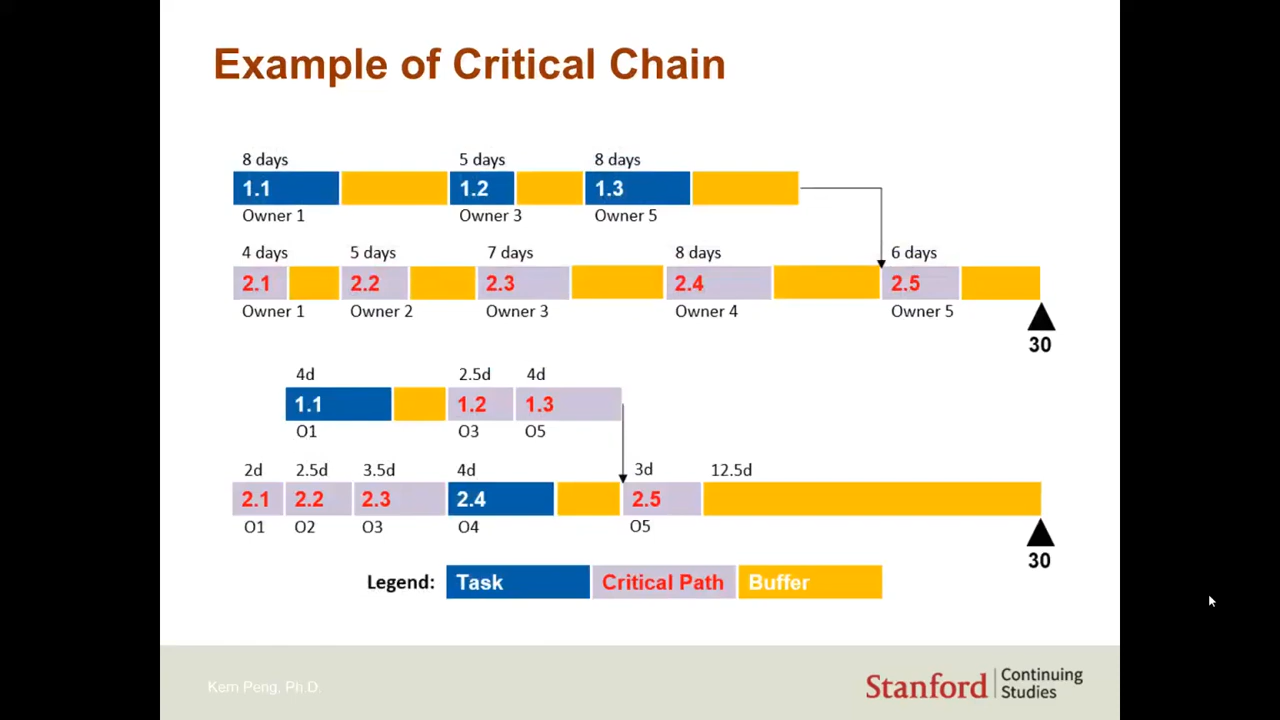 Example of Critical Chain
8 days 5 days 8 days
1.1 1.2 1.3
Owner 1 Owner 3 Owner 5
4 days 5 days 7 days 8 days 6 days
2.1 2.2 2.3 2.4 2.5
Owner 1 Owner 2 Owner 3 Owner 4 Owner 5
30
4d 2.5d 4d
1.1 1.2 1.3
O1 O3 O5
2d 2.5d 3.5d 4d 3d 12.5d
2.1 2.2 2.3 2.4 2.5
O1 O2 O3 O4 O5
30
Legend: Task Critical Path Buffer
Kem Peng, Ph.D.
Stanford Continuing
Studies